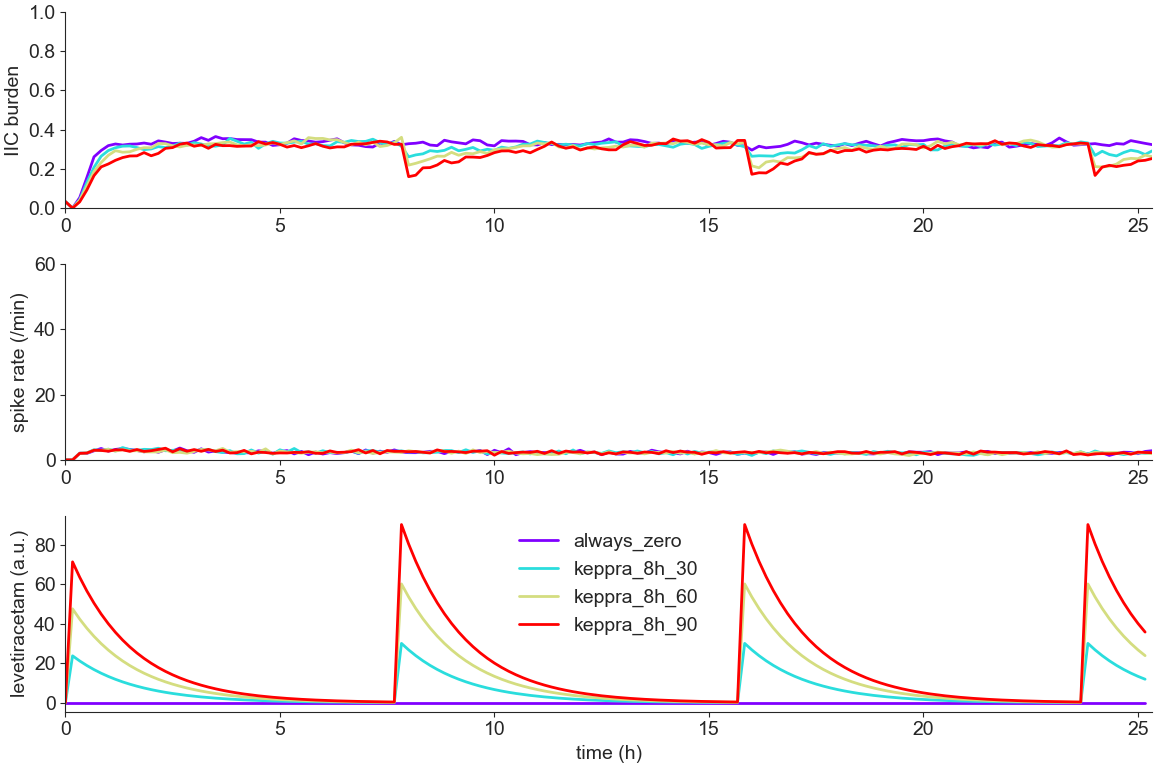 1.0
0.8
0.6
0.4
0.2
0.0
IIC burden
0 5 10 15 20 25
60
40
20
0
spike rate (/min)
0 5 10 15 20 25
80
60
40
20
0
levetiracetam (a.u.)
always_zero
keppra_8h_30
keppra_8h_60
keppra_8h_90
0 5 10 15 20 25
time (h)